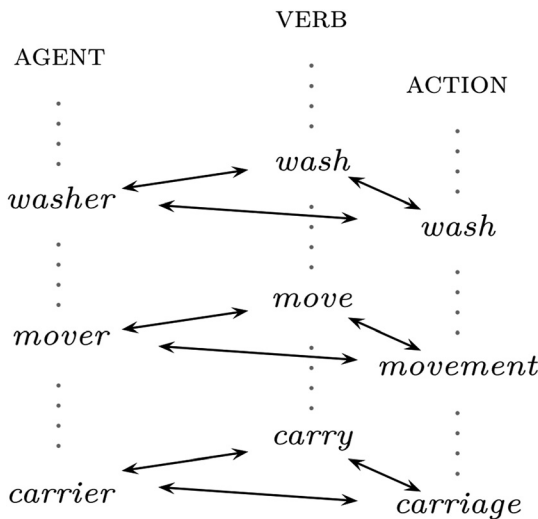 VERB
AGENT
ACTION
wash
washer
wash
move
mover
movement
carry
carrier
carriage